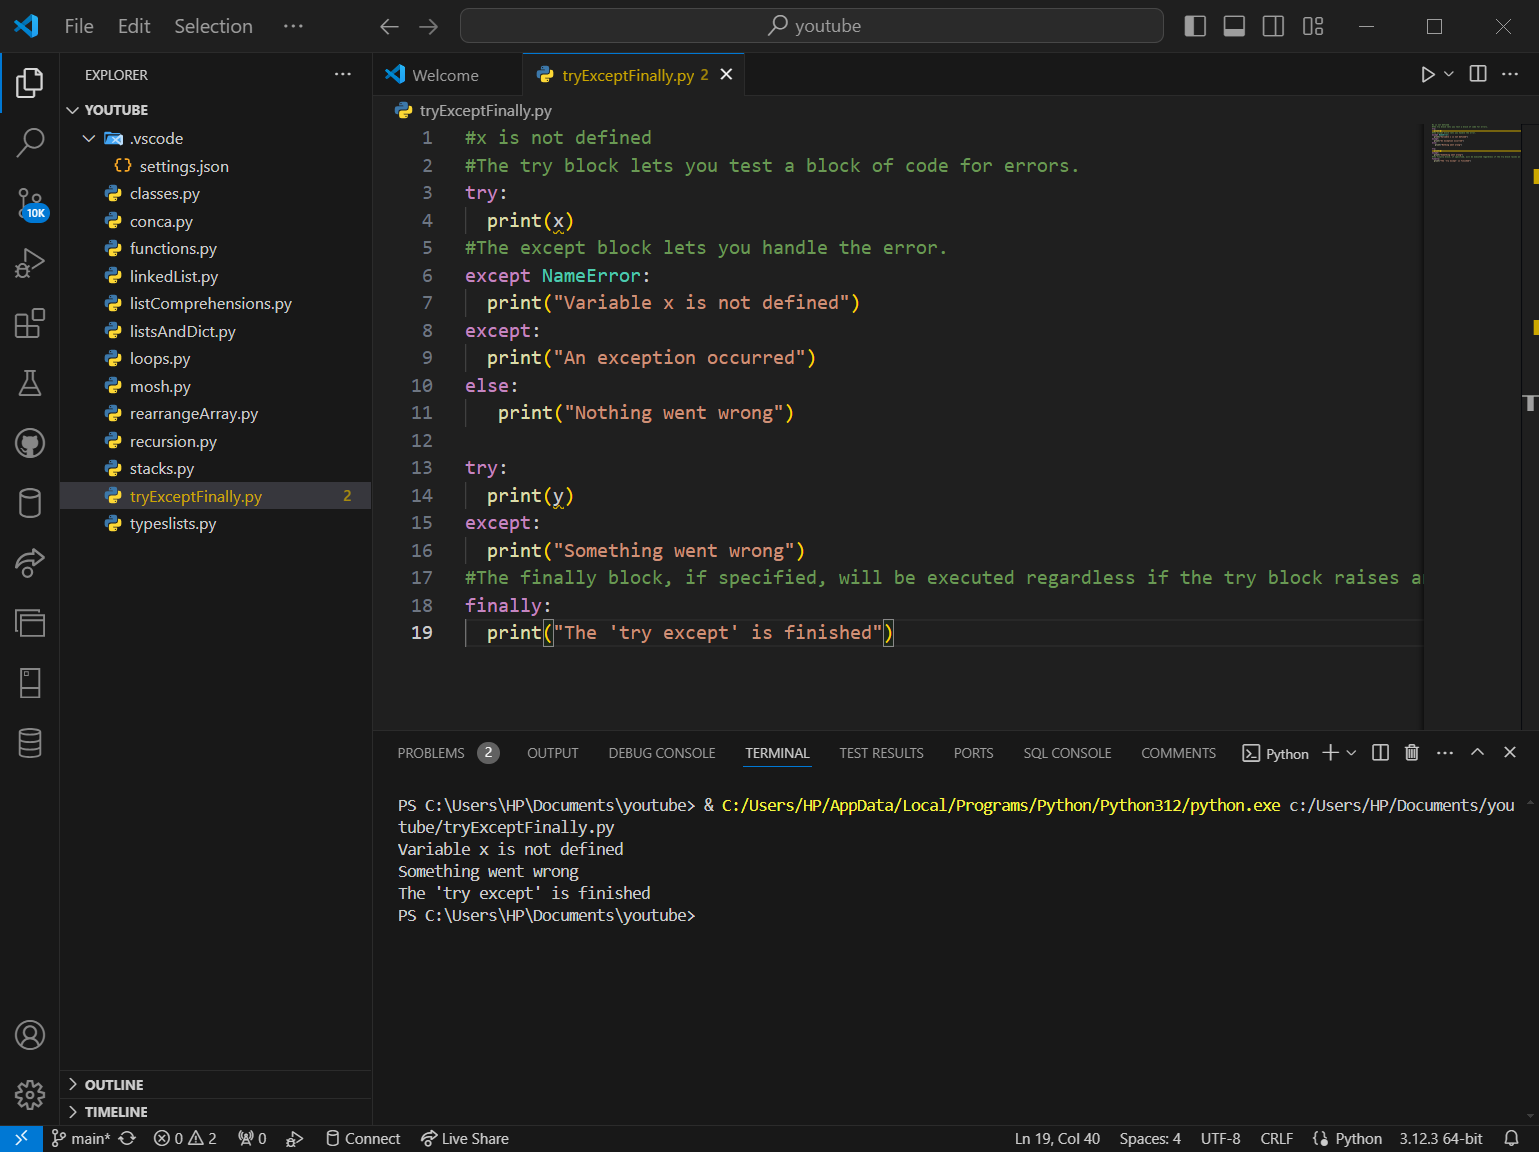 File Edit Selection ···
youtube
EXPLORER ···
YOUTUBE
.vscode
{} settings.json
classes.py
conca.py
functions.py
linkedList.py
listComprehensions.py
listsAndDict.py
loops.py
mosh.py
rearrangeArray.py
recursion.py
stacks.py
tryExceptFinally.py 2
typeslists.py
10K
OUTLINE
TIMELINE
Welcome
tryExceptFinally.py 2
tryExceptFinally.py
1 #x is not defined
2 #The try block lets you test a block of code for errors.
3 try:
4 print(x)
5 #The except block lets you handle the error.
6 except NameError:
7 print("Variable x is not defined")
8 except:
9 print("An exception occurred")
10 else:
11 print("Nothing went wrong")
12
13 try:
14 print(y)
15 except:
16 print("Something went wrong")
17 #The finally block, if specified, will be executed regardless if the try block raises
18 finally:
19 print("The 'try except' is finished")
PROBLEMS 2 OUTPUT DEBUG CONSOLE TERMINAL TEST RESULTS PORTS SQL CONSOLE COMMENTS Python
PS C:\Users\HP\Documents\youtube> & C:/Users/HP/AppData/Local/Programs/Python/Python312/python.exe c:/Users/HP/Documents/you
tube/tryExceptFinally.py
Variable x is not defined
Something went wrong
The 'try except' is finished
PS C:\Users\HP\Documents\youtube>
main* 0 2 0 Connect Live Share Ln 19, Col 40 Spaces: 4 UTF-8 CRLF Python 3.12.3 64-bit